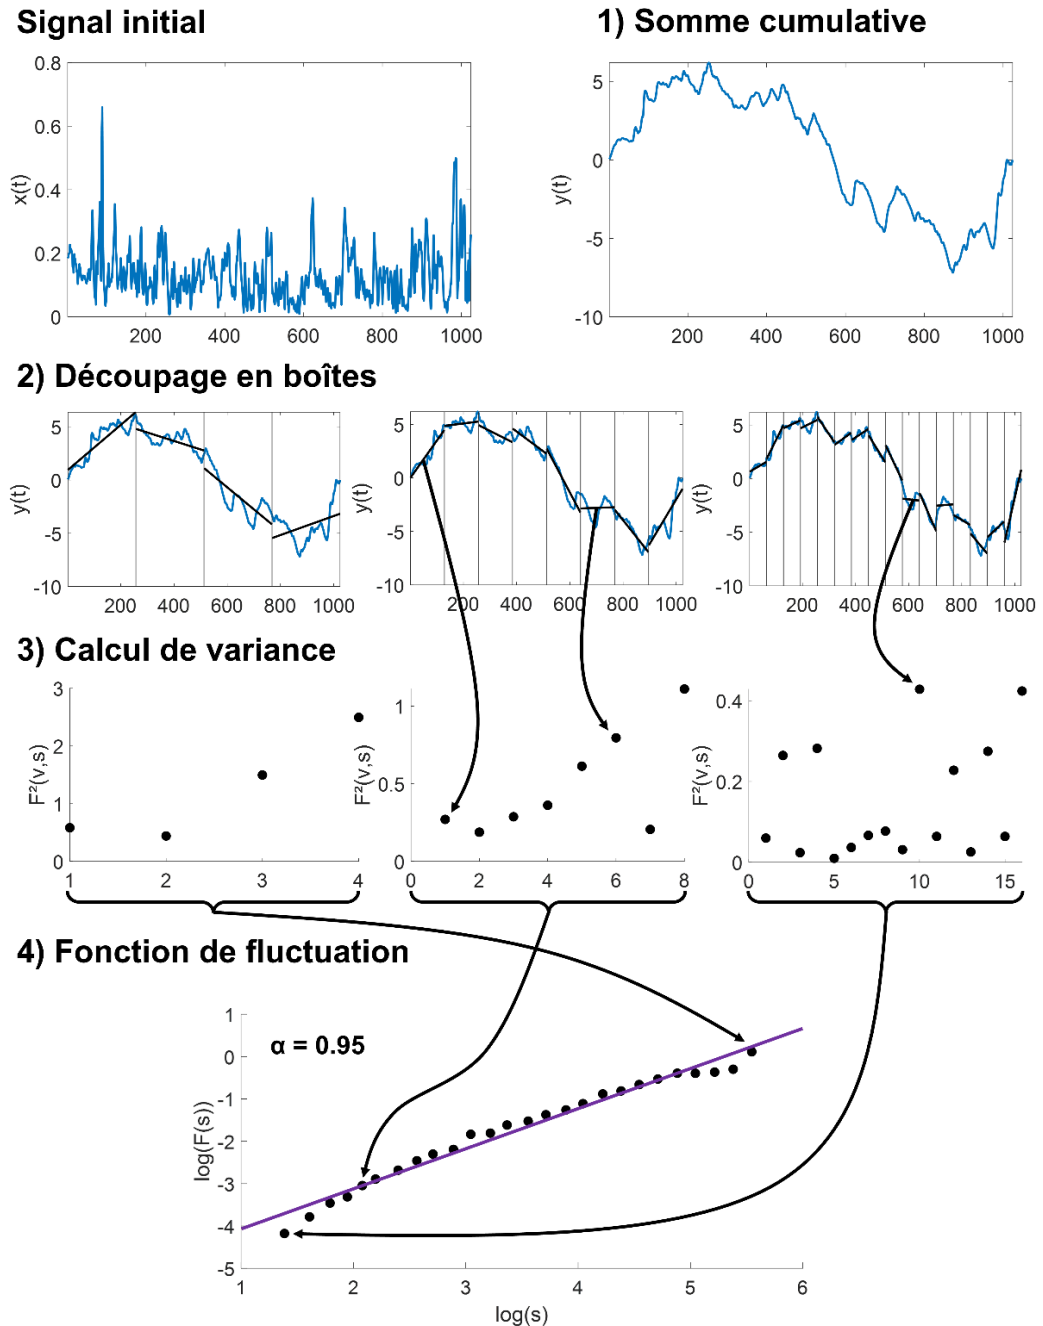 Signal initial
1) Somme cumulative
0.8
0.6
0.4
0.2
0
x(t)
200 400 600 800 1000
5
0
-5
-10
y(t)
200 400 600 800 1000
2) Découpage en boîtes
5
0
-5
-10
y(t)
200 400 600 800 1000
5
0
-5
-10
y(t)
200 400 600 800 1000
5
0
-5
-10
y(t)
200 400 600 800 1000
3) Calcul de variance
3
2
1
0
F²(v,s)
1 2 3 4
1
0.5
0
F²(v,s)
0 2 4 6 8
0.4
0.2
0
F²(v,s)
0 5 10 15
4) Fonction de fluctuation
α = 0.95
1
0
-1
-2
-3
-4
-5
log(F(s))
1 2 3 4 5 6
log(s)